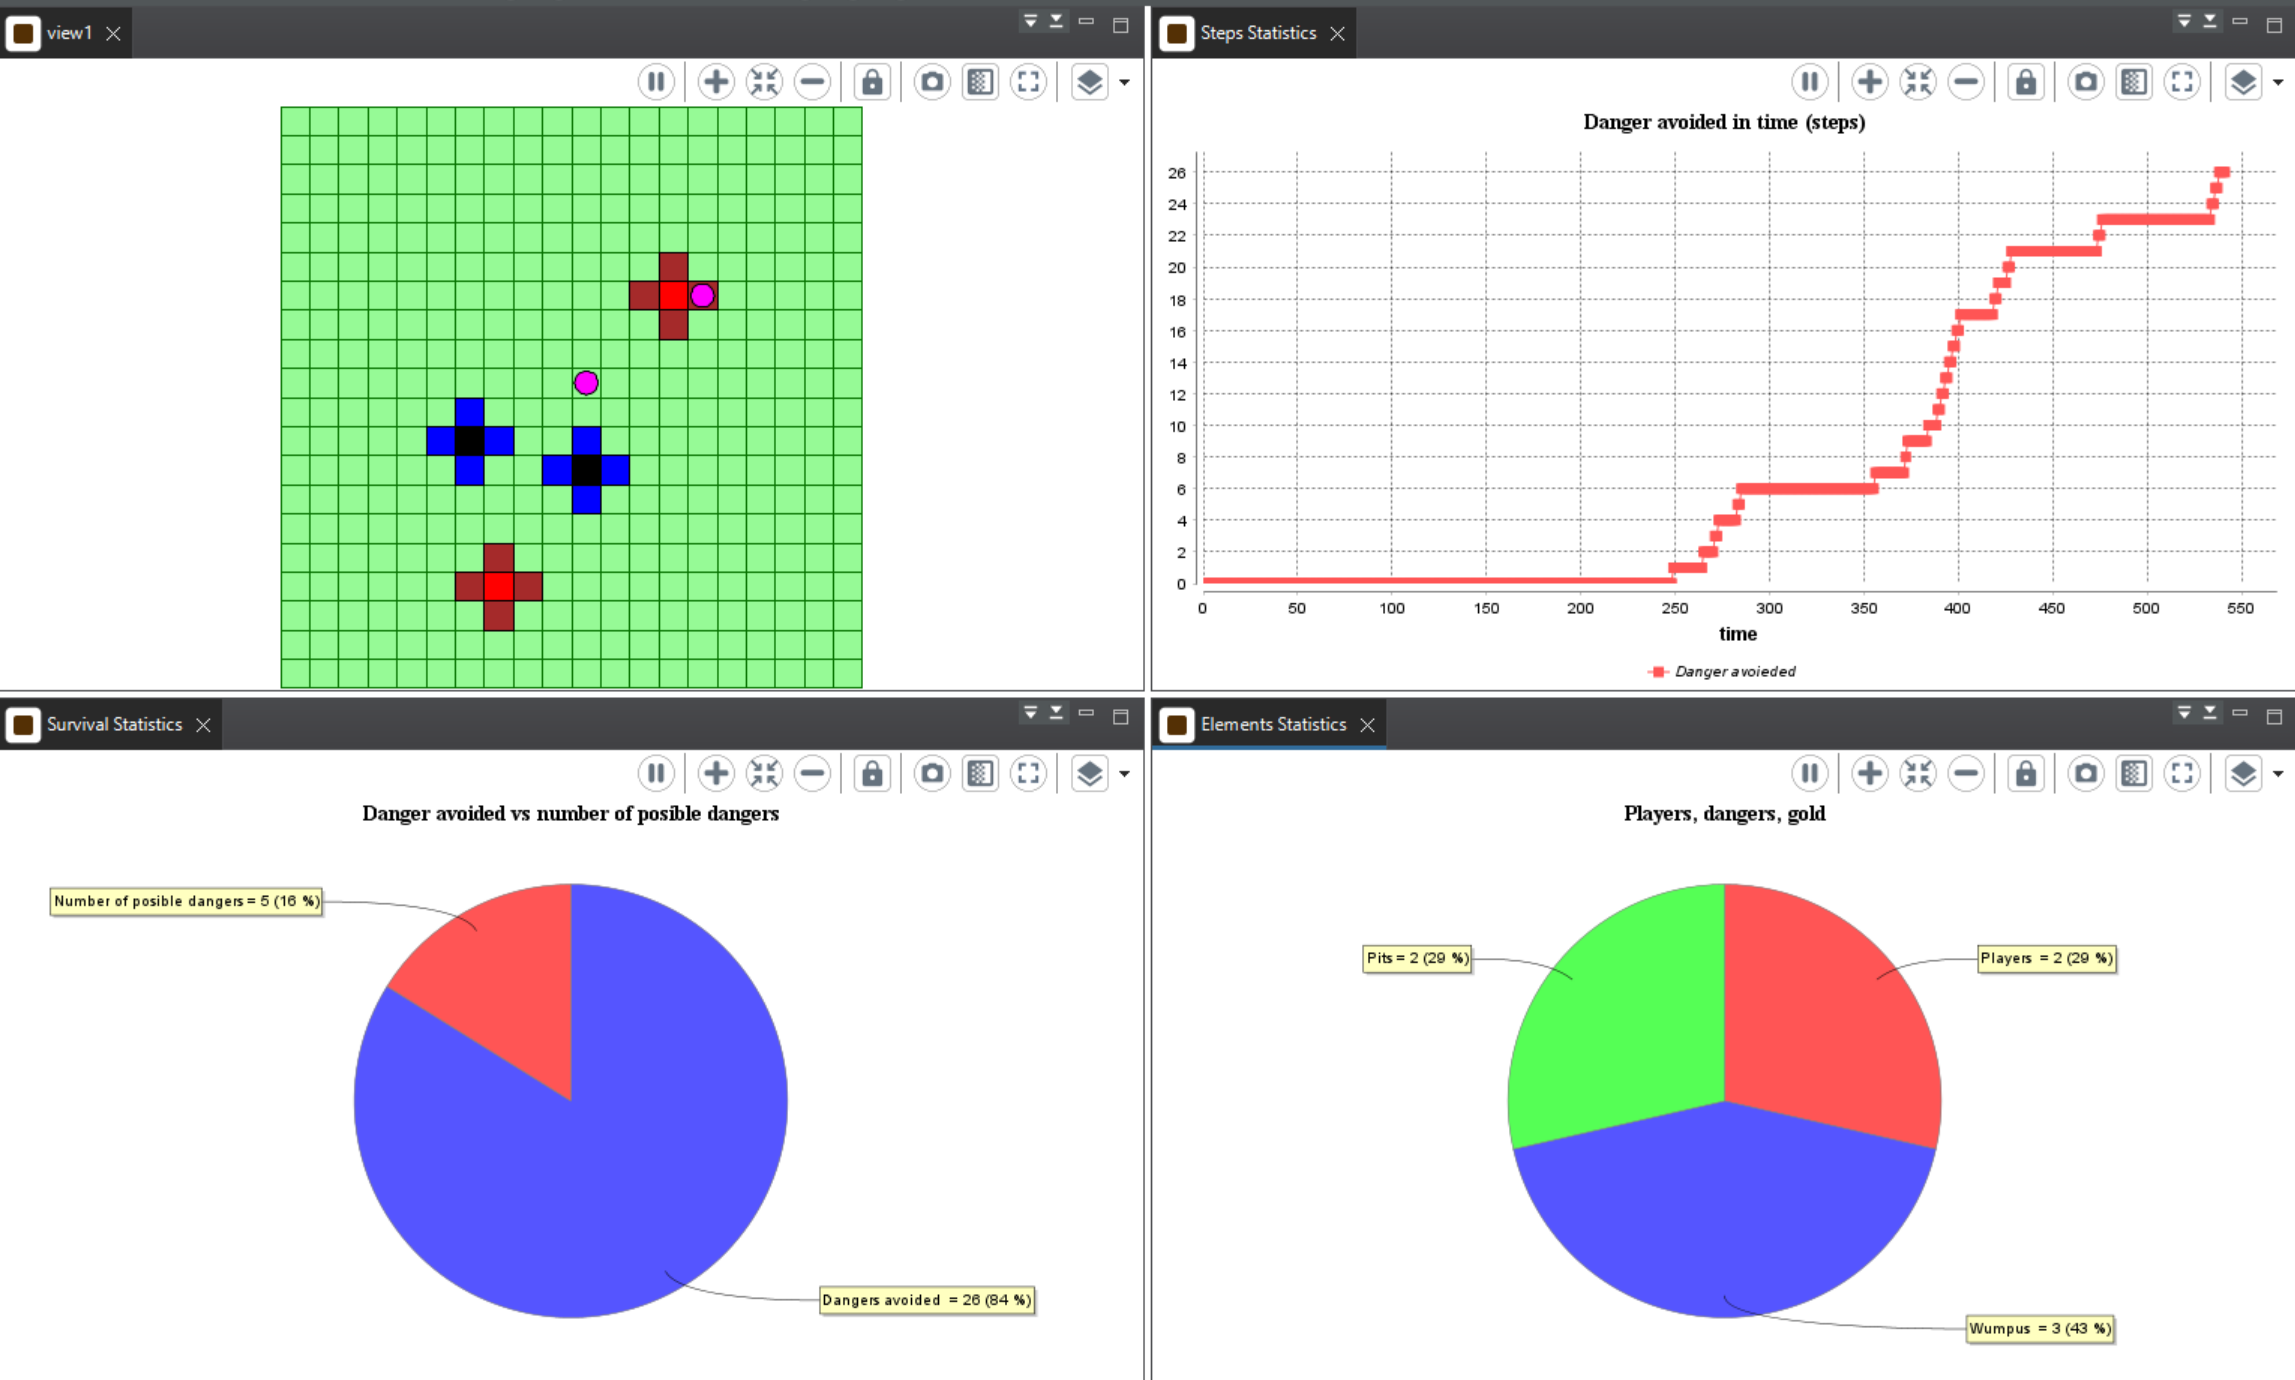 view1
Steps Statistics
Danger avoided in time (steps)
26
24
22
20
18
16
14
12
10
8
6
4
2
0
0 50 100 150 200 250 300 350 400 450 500 550
time
Danger avoieded
Survival Statistics
Elements Statistics
Danger avoided vs number of posible dangers
Number of posible dangers = 5 (16 %)
Dangers avoided = 26 (84 %)
Players, dangers, gold
Pits = 2 (29 %)
Players = 2 (29 %)
Wumpus = 3 (43 %)